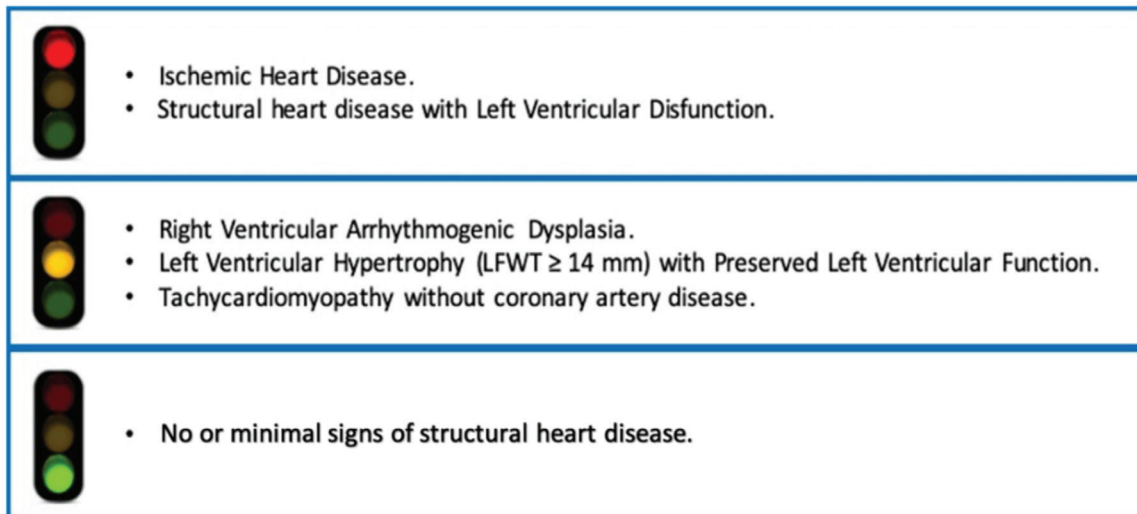 • Ischemic Heart Disease.
• Structural heart disease with Left Ventricular Disfunction.
• Right Ventricular Arrhythmogenic Dysplasia.
• Left Ventricular Hypertrophy (LFWT ≥ 14 mm) with Preserved Left Ventricular Function.
• Tachycardiomyopathy without coronary artery disease.
• No or minimal signs of structural heart disease.